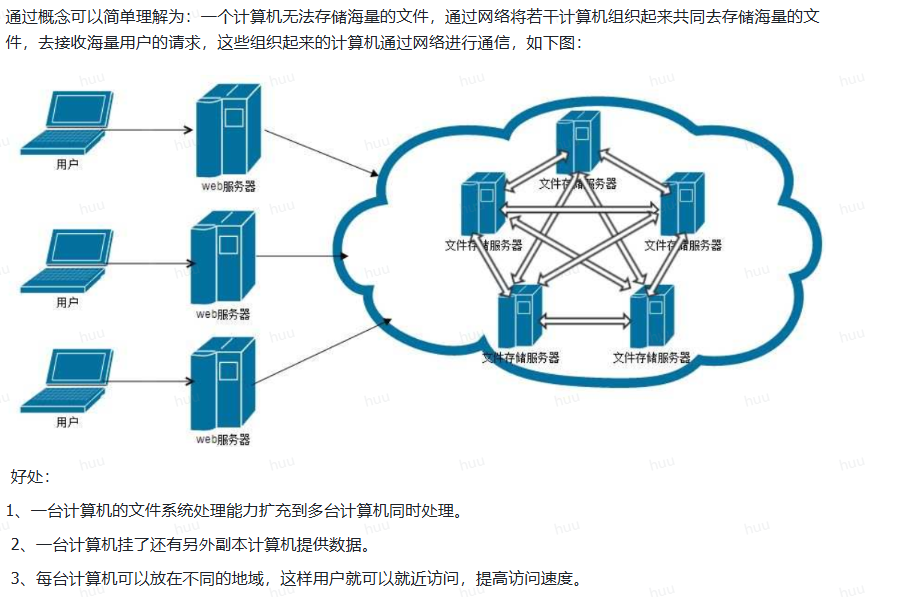 通过概念可以简单理解为：一个计算机无法存储海量的文件，通过网络将若干计算机组织起来共同去存储海量的文
件，去接收海量用户的请求，这些组织起来的计算机通过网络进行通信，如下图：
用户
web服务器
文件存储服务器
文件存储服务器
文件存储服务器
用户
web服务器
文件存储服务器
文件存储服务器
用户
web服务器
好处：
1、一台计算机的文件系统处理能力扩充到多台计算机同时处理。
2、一台计算机挂了还有另外副本计算机提供数据。
3、每台计算机可以放在不同的地域，这样用户就可以就近访问，提高访问速度。